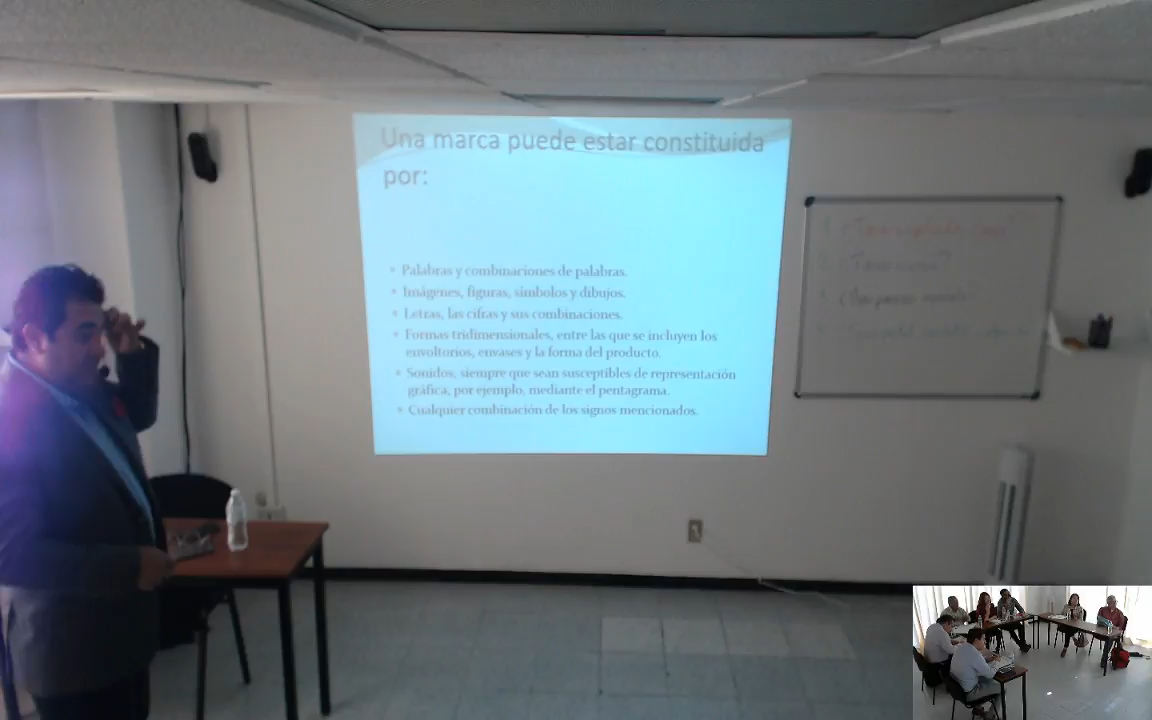 Una marca puede estar constituida
por:
Palabras y combinaciones de palabras.
Imágenes, figuras, símbolos y dibujos.
Letras, las cifras y sus combinaciones.
Formas tridimensionales, entre las que se incluyen los
envoltorios, envases y la forma del producto.
Sonidos, siempre que sean susceptibles de representación
gráfica, por ejemplo, mediante el pentagrama.
Cualquier combinación de los signos mencionados.